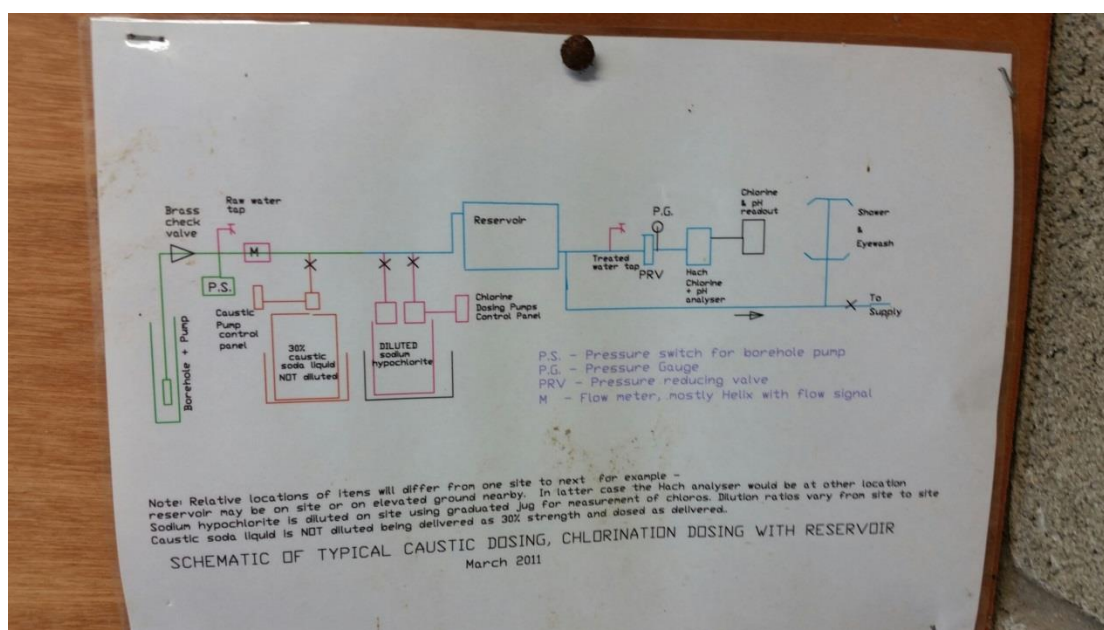 Raw water
tap
Brass
check
valve
M
P.S.
Borehole + Pump
Caustic
Pump
control
panel
30%
caustic
soda liquid
NOT diluted
DILUTED
sodium
hypochlorite
Chlorine
Dosing Pumps
Control Panel
Reservoir
Treated
water tap
P.G.
PRV
Hach
Chlorine
+ pH
analyser
Chlorine
& pH
readout
Shower
&
Eyewash
To
Supply
P.S. - Pressure switch for borehole pump
P.G. - Pressure Gauge
PRV - Pressure reducing valve
M - Flow meter, mostly Helix with flow signal
Note: Relative locations of items will differ from one site to next for example -
reservoir may be on site or on elevated ground nearby. In latter case the Hach analyser would be at other location
Sodium hypochlorite is diluted on site using graduated jug for measurement of chloros. Dilution ratios vary from site to site
Caustic soda liquid is NOT diluted being delivered as 30% strength and dosed as delivered.
SCHEMATIC OF TYPICAL CAUSTIC DOSING, CHLORINATION DOSING WITH RESERVOIR
March 2011